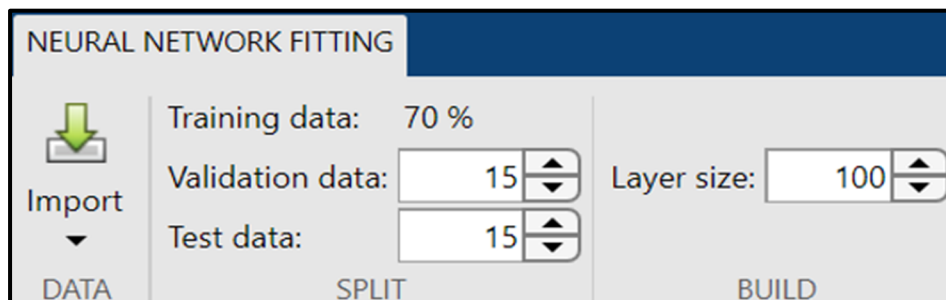 NEURAL NETWORK FITTING
Training data: 70 %
Validation data: 15
Layer size: 100
Import
Test data: 15
DATA
SPLIT
BUILD